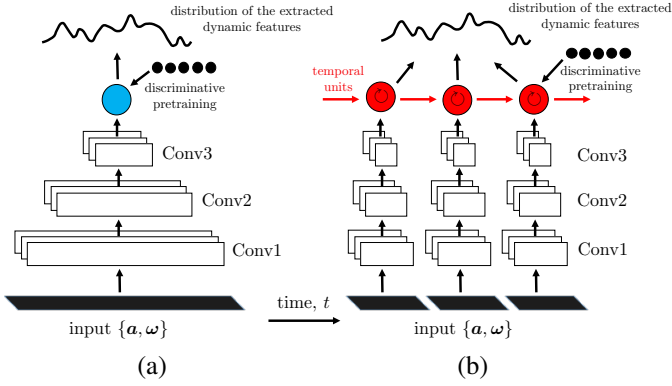 distribution of the extracted
dynamic features
discriminative
pretraining
Conv3
Conv2
Conv1
input {a, ω}
(a)
time, t
distribution of the extracted
dynamic features
temporal
units
discriminative
pretraining
Conv3
Conv2
Conv1
input {a, ω}
(b)